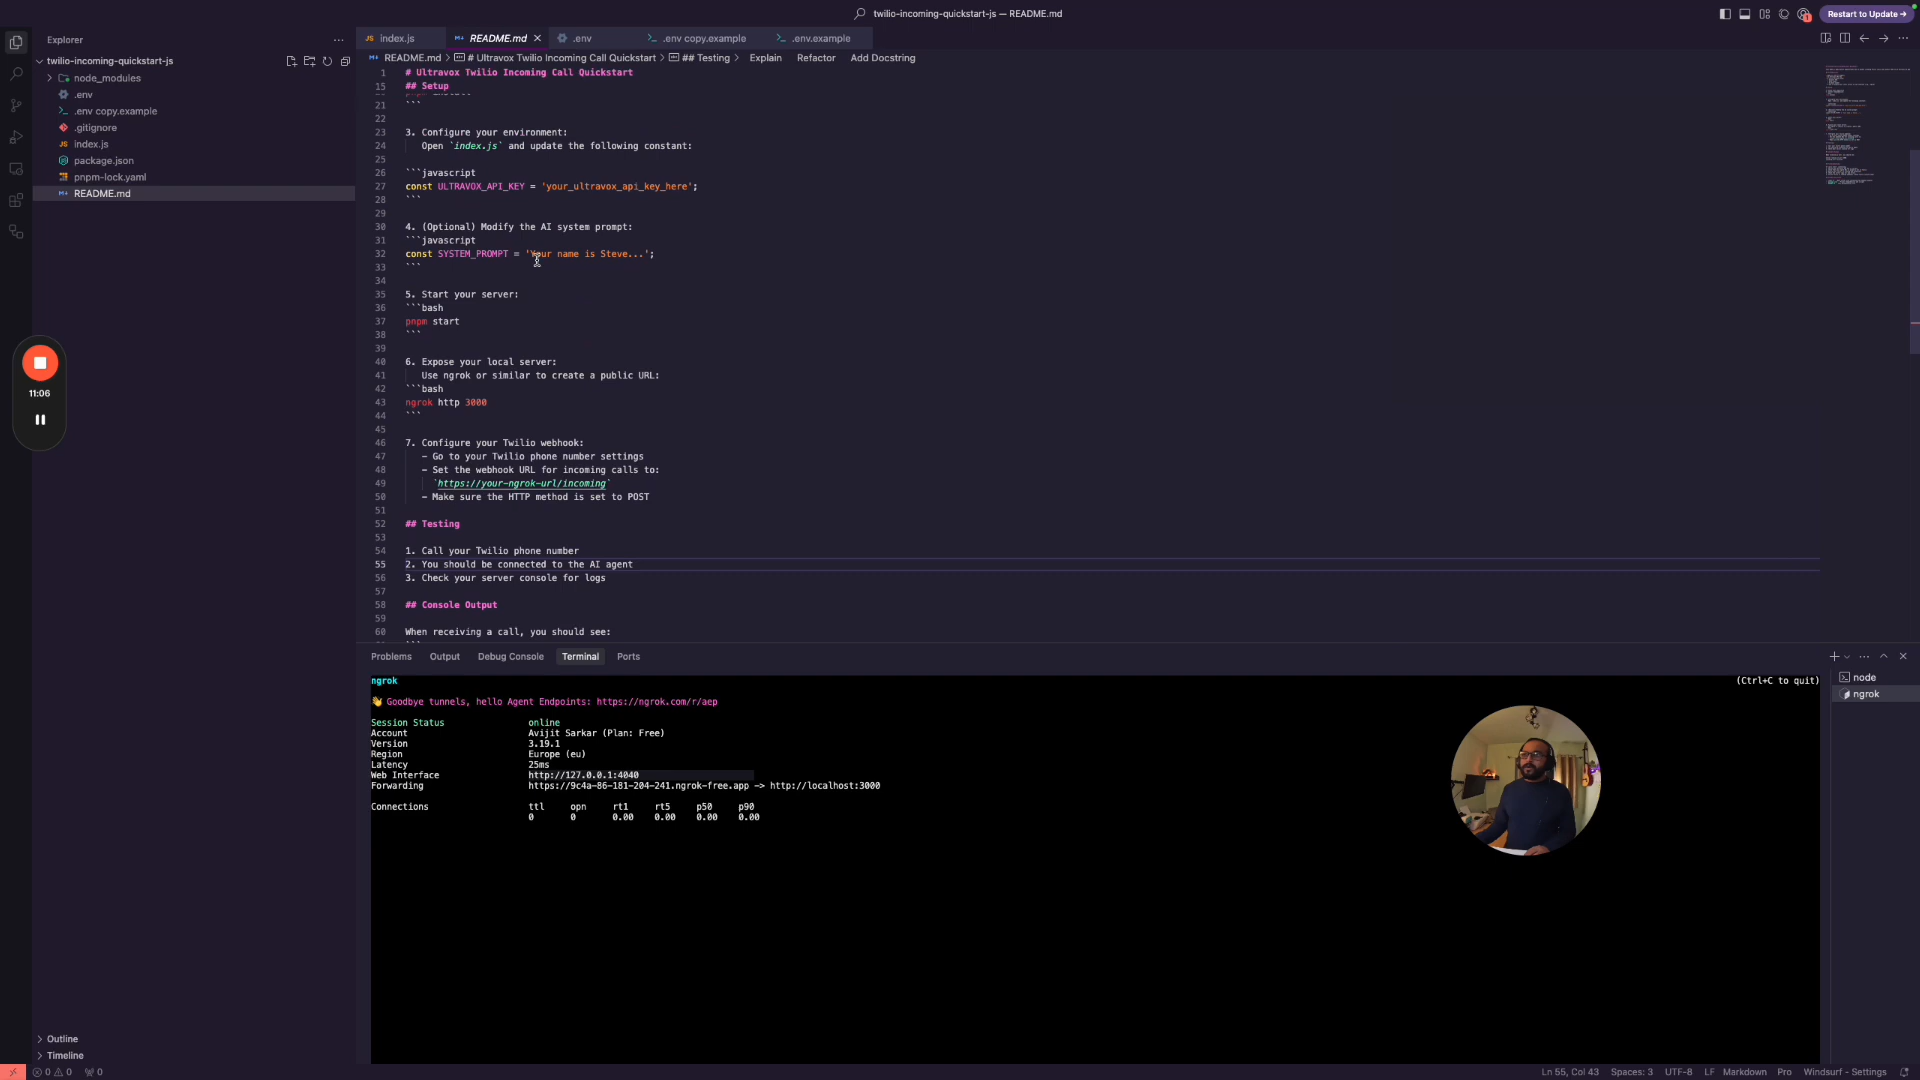 twilio-incoming-quickstart-js — README.md
Restart to Update →
Explorer
index.js
README.md
.env
.env copy.example
.env.example
twilio-incoming-quickstart-js
README.md > # Ultravox Twilio Incoming Call Quickstart > ## Testing > Explain Refactor Add Docstring
node_modules
.env
.env copy.example
.gitignore
index.js
package.json
pnpm-lock.yaml
README.md
1 # Ultravox Twilio Incoming Call Quickstart
15 ## Setup
21 ```
22
23 3. Configure your environment:
24 Open `index.js` and update the following constant:
25
26 ```javascript
27 const ULTRAVOX_API_KEY = 'your_ultravox_api_key_here';
28 ```
29
30 4. (Optional) Modify the AI system prompt:
31 ```javascript
32 const SYSTEM_PROMPT = 'Your name is Steve...';
33 ```
34
35 5. Start your server:
36 ```bash
37 pnpm start
38 ```
39
40 6. Expose your local server:
41 Use ngrok or similar to create a public URL:
42 ```bash
43 ngrok http 3000
44 ```
45
46 7. Configure your Twilio webhook:
47 - Go to your Twilio phone number settings
48 - Set the webhook URL for incoming calls to:
49 `https://your-ngrok-url/incoming`
50 - Make sure the HTTP method is set to POST
51
52 ## Testing
53
54 1. Call your Twilio phone number
55 2. You should be connected to the AI agent
56 3. Check your server console for logs
57
58 ## Console Output
59
60 When receiving a call, you should see:
11:06
Problems Output Debug Console Terminal Ports
ngrok (Ctrl+C to quit)
👋 Goodbye tunnels, hello Agent Endpoints: https://ngrok.com/r/aep
Session Status online
Account Avijit Sarkar (Plan: Free)
Version 3.19.1
Region Europe (eu)
Latency 25ms
Web Interface http://127.0.0.1:4040
Forwarding https://9c4a-86-181-204-241.ngrok-free.app -> http://localhost:3000
Connections ttl opn rt1 rt5 p50 p90
0 0 0.00 0.00 0.00 0.00
node
ngrok
Outline
Timeline
0 0 0
Ln 55, Col 43 Spaces: 3 UTF-8 LF Markdown Pro Windsurf - Settings